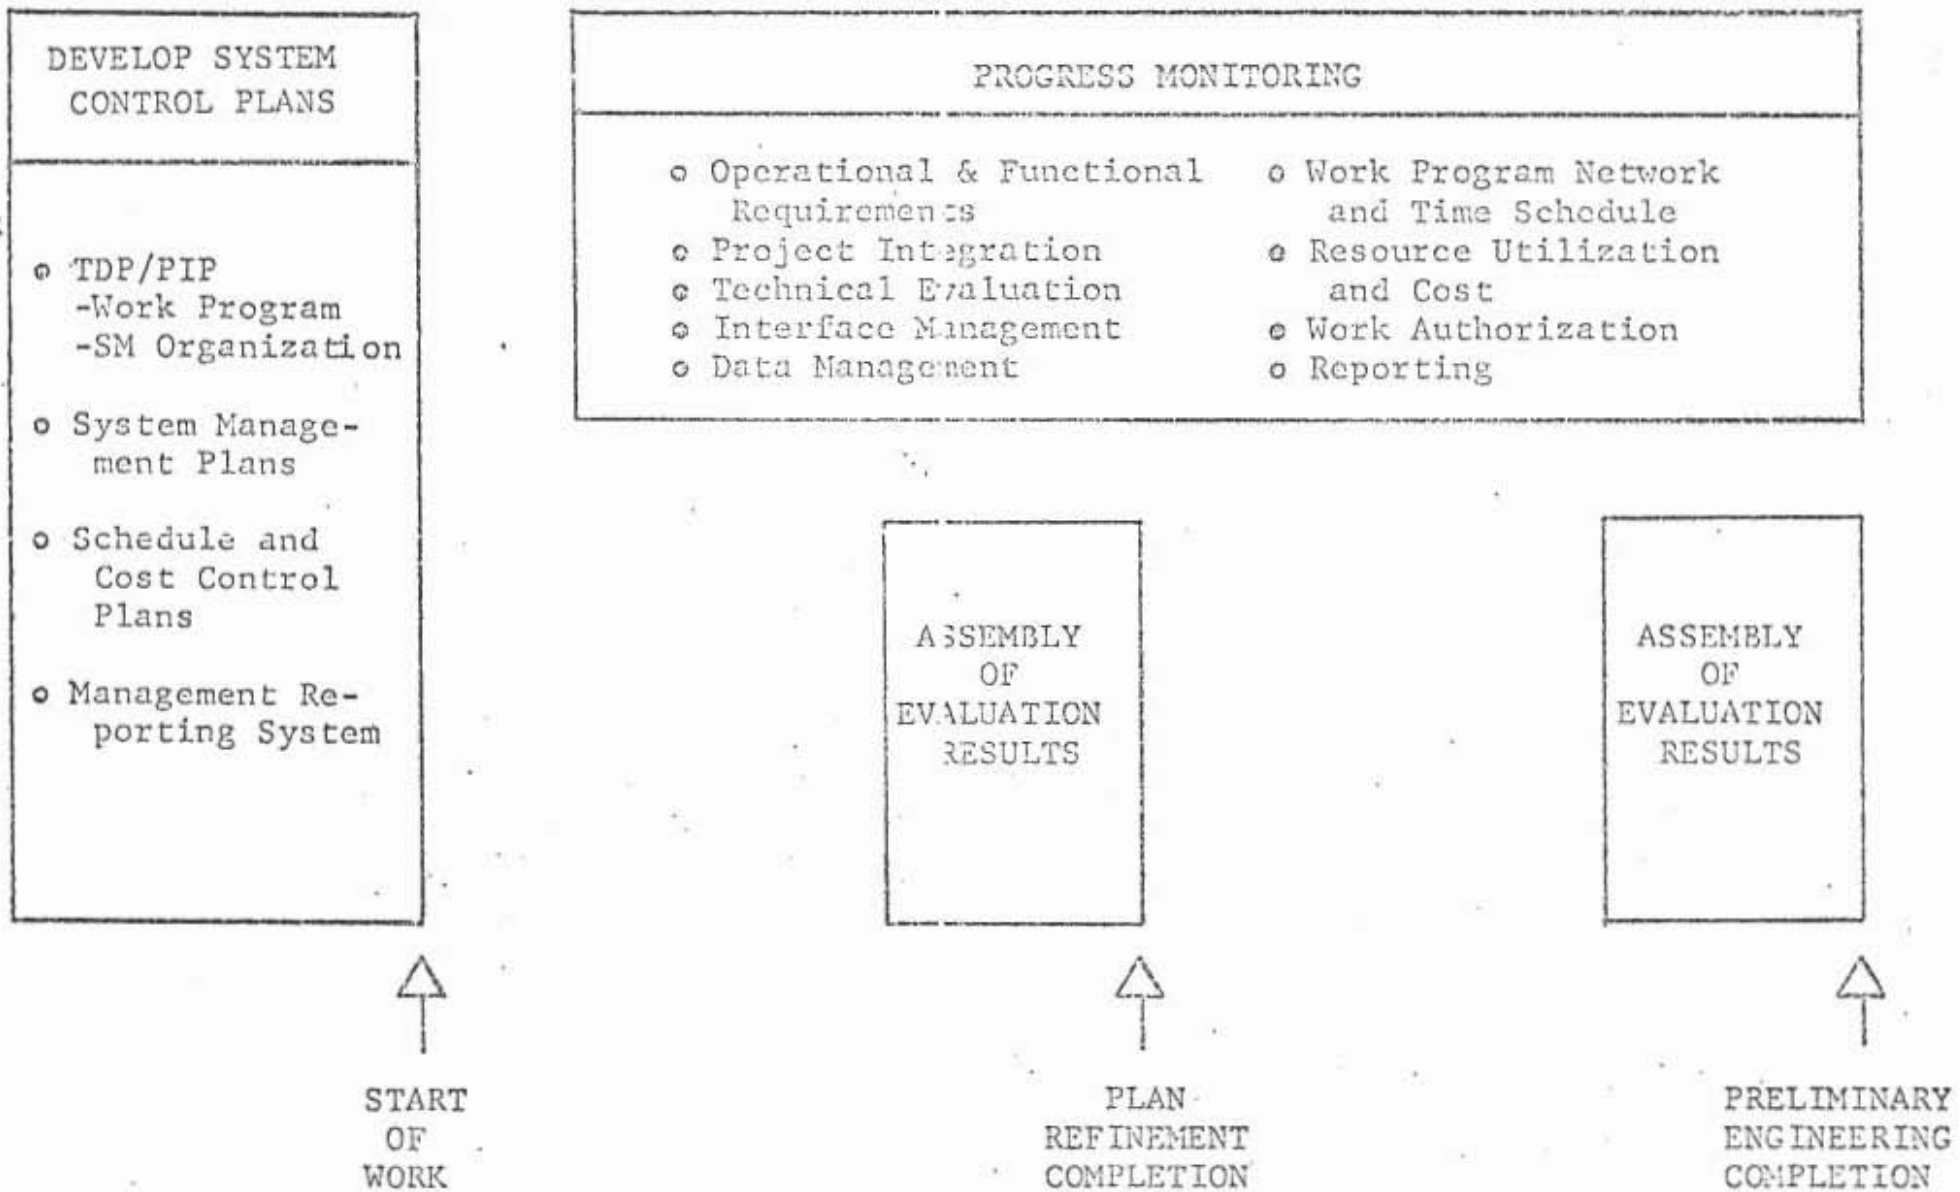 DEVELOP SYSTEM
CONTROL PLANS
o TDP/PIP
-Work Program
-SM Organization
o System Manage-
ment Plans
o Schedule and
Cost Control
Plans
o Management Re-
porting System
PROGRESS MONITORING
o Operational & Functional
Requirements
o Project Integration
o Technical Evaluation
o Interface Management
o Data Management
o Work Program Network
and Time Schedule
o Resource Utilization
and Cost
o Work Authorization
o Reporting
ASSEMBLY
OF
EVALUATION
RESULTS
ASSEMBLY
OF
EVALUATION
RESULTS
START
OF
WORK
PLAN
REFINEMENT
COMPLETION
PRELIMINARY
ENGINEERING
COMPLETION